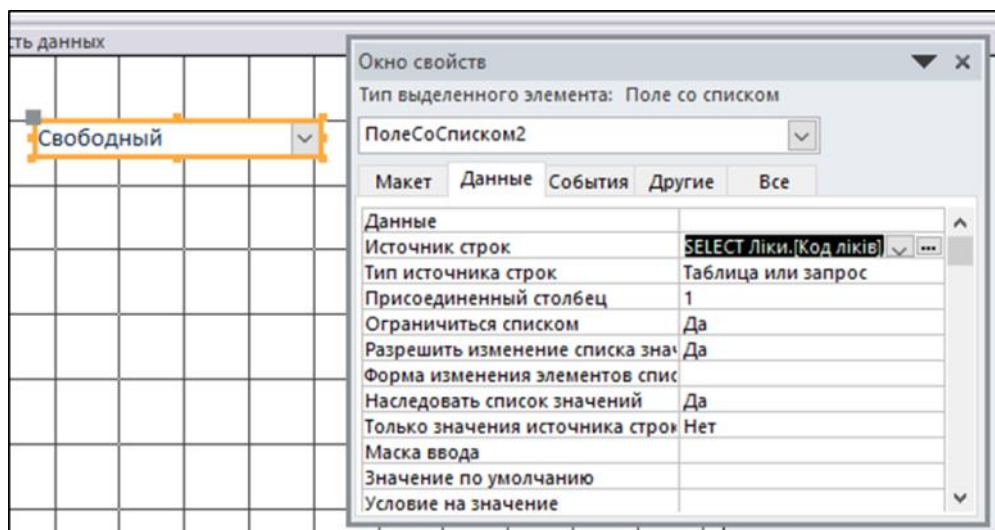 сть данных
Свободный
Окно свойств
Тип выделенного элемента: Поле со списком
ПолеСоСписком2
Макет Данные События Другие Все
Данные
Источник строк SELECT Ліки.[Код ліків] ...
Тип источника строк Таблица или запрос
Присоединенный столбец 1
Ограничиться списком Да
Разрешить изменение списка знач Да
Форма изменения элементов спис
Наследовать список значений Да
Только значения источника строк Нет
Маска ввода
Значение по умолчанию
Условие на значение